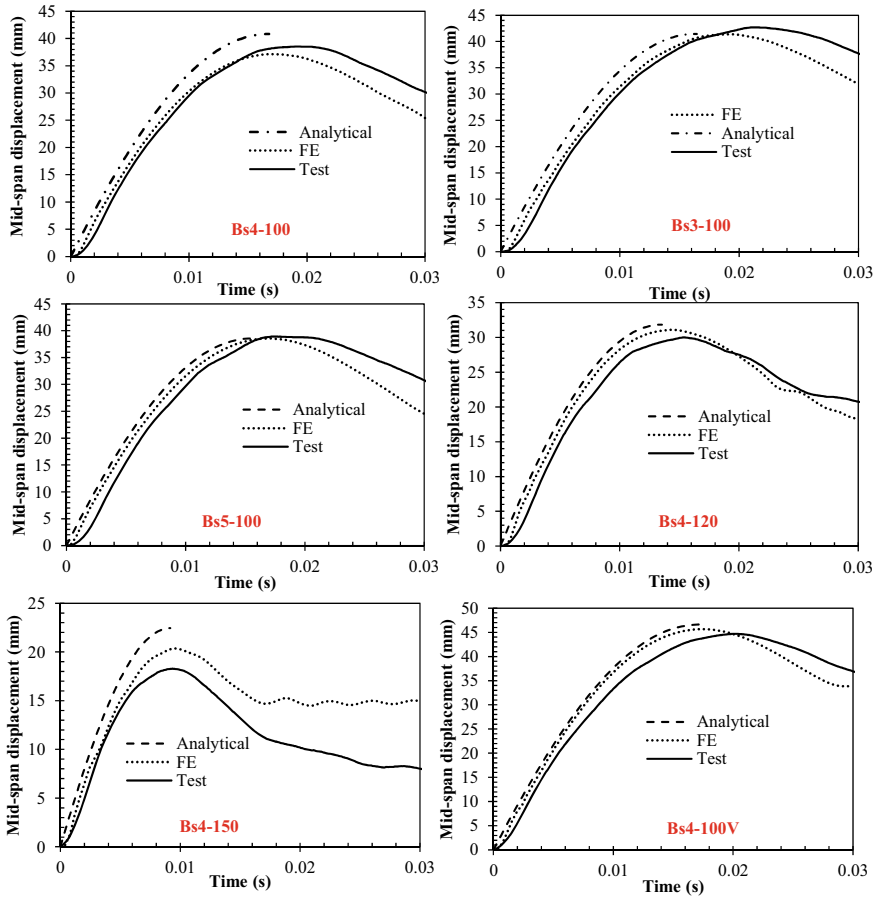 Mid-span displacement (mm)
45
40
35
30
25
20
15
10
5
0
Analytical
FE
Test
Bs4-100
0
0.01
0.02
0.03
Time (s)
Mid-span displacement (mm)
45
40
35
30
25
20
15
10
5
0
FE
Analytical
Test
Bs3-100
0
0.01
0.02
0.03
Time (s)
Mid-span displacement (mm)
45
40
35
30
25
20
15
10
5
0
Analytical
FE
Test
Bs5-100
0
0.01
0.02
0.03
Time (s)
Mid-span displacement (mm)
35
30
25
20
15
10
5
0
Analytical
FE
Test
Bs4-120
0
0.01
0.02
0.03
Time (s)
Mid-span displacement (mm)
25
20
15
10
5
0
Analytical
FE
Test
Bs4-150
0
0.01
0.02
0.03
Time (s)
Mid-span displacement (mm)
50
45
40
35
30
25
20
15
10
5
0
Analytical
FE
Test
Bs4-100V
0
0.01
0.02
0.03
Time (s)